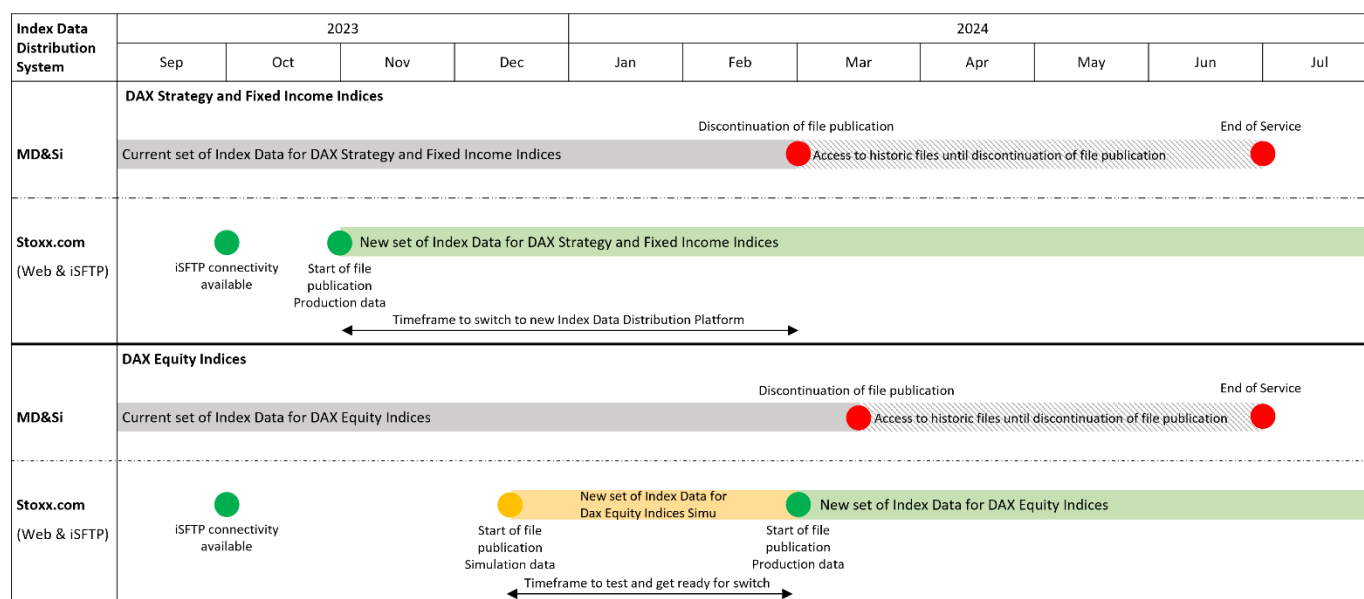 Index Data
Distribution
System
2023
2024
Sep
Oct
Nov
Dec
Jan
Feb
Mar
Apr
May
Jun
Jul
DAX Strategy and Fixed Income Indices
Discontinuation of file publication
End of Service
MD&Si
Current set of Index Data for DAX Strategy and Fixed Income Indices
Access to historic files until discontinuation of file publication
Stoxx.com
(Web & iSFTP)
New set of Index Data for DAX Strategy and Fixed Income Indices
iSFTP connectivity
available
Start of file
publication
Production data
Timeframe to switch to new Index Data Distribution Platform
DAX Equity Indices
Discontinuation of file publication
End of Service
MD&Si
Current set of Index Data for DAX Equity Indices
Access to historic files until discontinuation of file publication
Stoxx.com
(Web & iSFTP)
New set of Index Data for
Dax Equity Indices Simu
New set of Index Data for DAX Equity Indices
iSFTP connectivity
available
Start of file
publication
Simulation data
Start of file
publication
Production data
Timeframe to test and get ready for switch